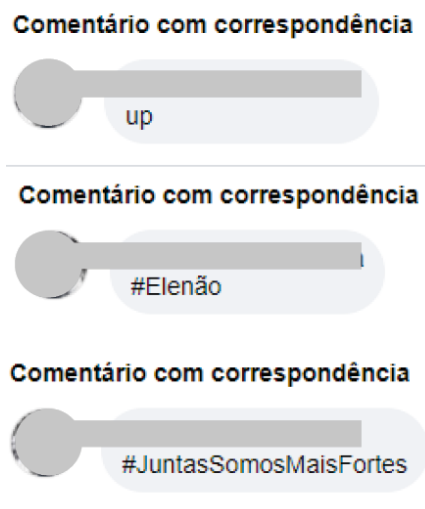 Comentário com correspondência
up
Comentário com correspondência
#Elenão
Comentário com correspondência
#JuntasSomosMaisFortes